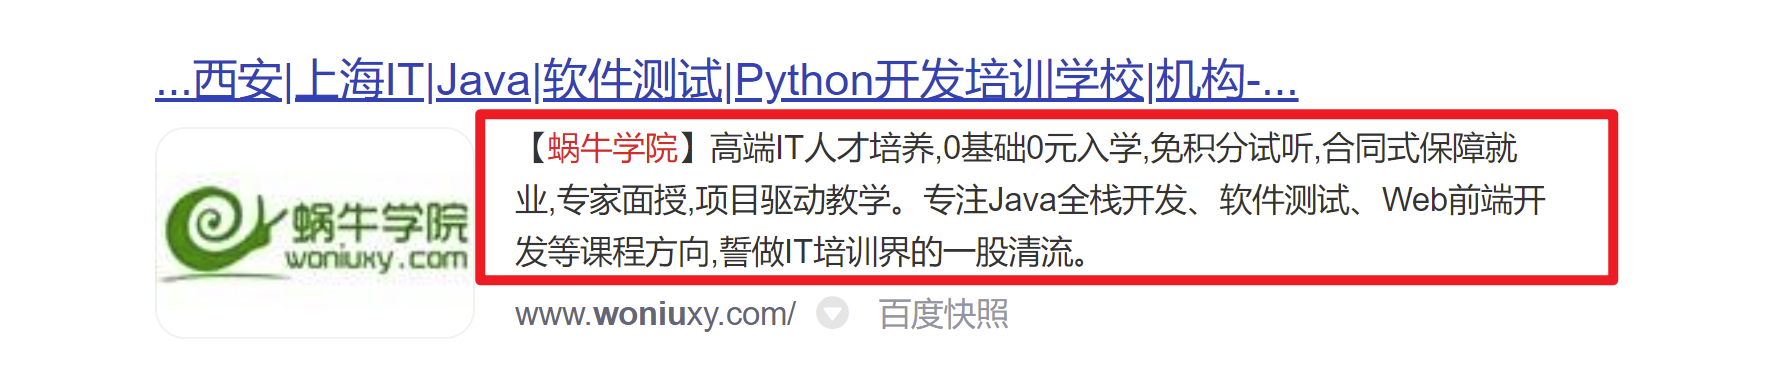 ...西安|上海IT|Java|软件测试|Python开发培训学校|机构-...
【蜗牛学院】高端IT人才培养,0基础0元入学,免积分试听,合同式保障就
业,专家面授,项目驱动教学。专注Java全栈开发、软件测试、Web前端开
发等课程方向,誓做IT培训界的一股清流。
蜗牛学院
woniuxy.com
www.woniuxy.com/ 百度快照